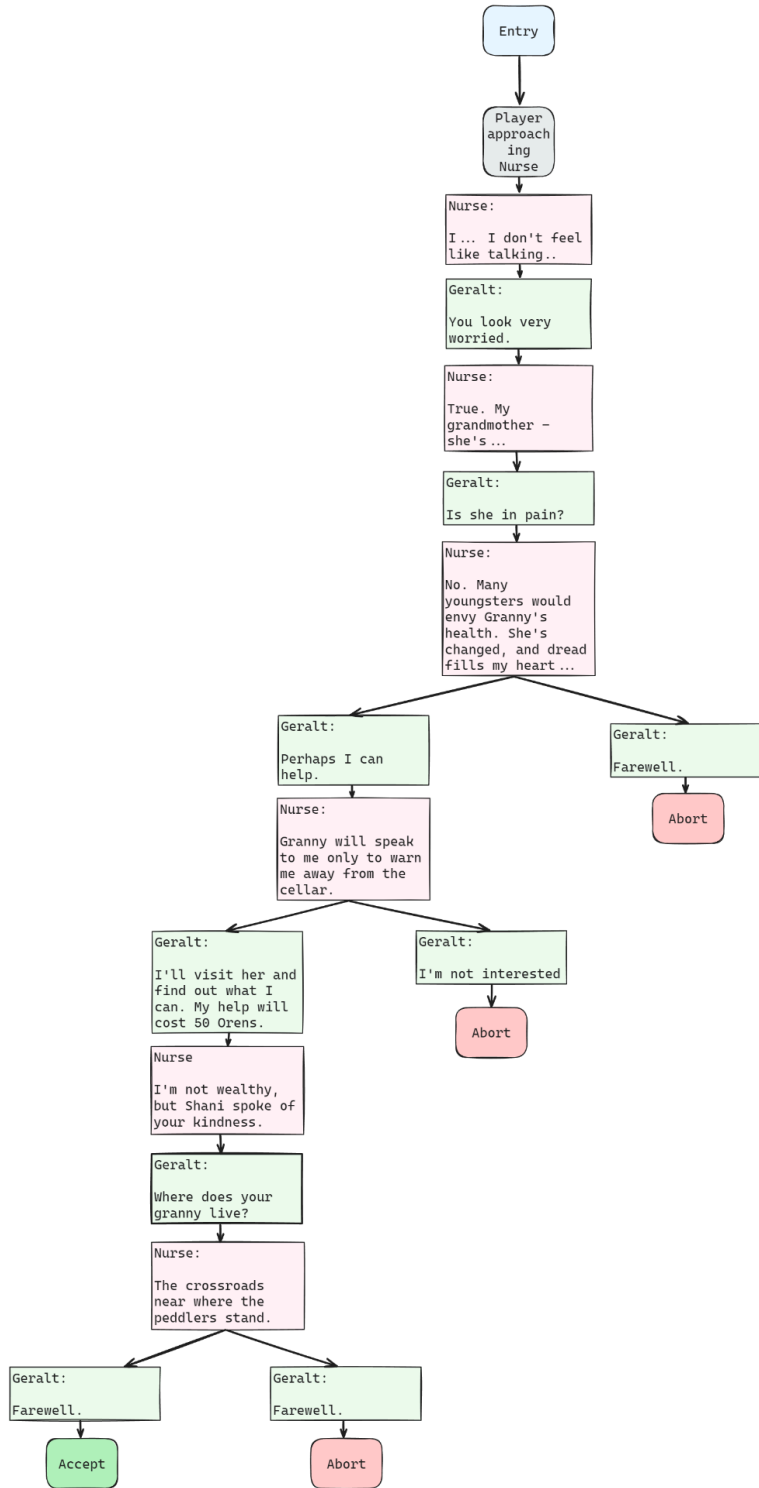 Entry
Player
approach
ing
Nurse
Nurse:
I... I don't feel
like talking..
Geralt:
You look very
worried.
Nurse:
True. My
grandmother –
she's...
Geralt:
Is she in pain?
Nurse:
No. Many
youngsters would
envy Granny's
health. She's
changed, and dread
fills my heart...
Geralt:
Perhaps I can
help.
Geralt:
Farewell.
Abort
Nurse:
Granny will speak
to me only to warn
me away from the
cellar.
Geralt:
I'll visit her and
find out what I
can. My help will
cost 50 Orens.
Geralt:
I'm not interested
Abort
Nurse
I'm not wealthy,
but Shani spoke of
your kindness.
Geralt:
Where does your
granny live?
Nurse:
The crossroads
near where the
peddlers stand.
Geralt:
Farewell.
Geralt:
Farewell.
Accept
Abort